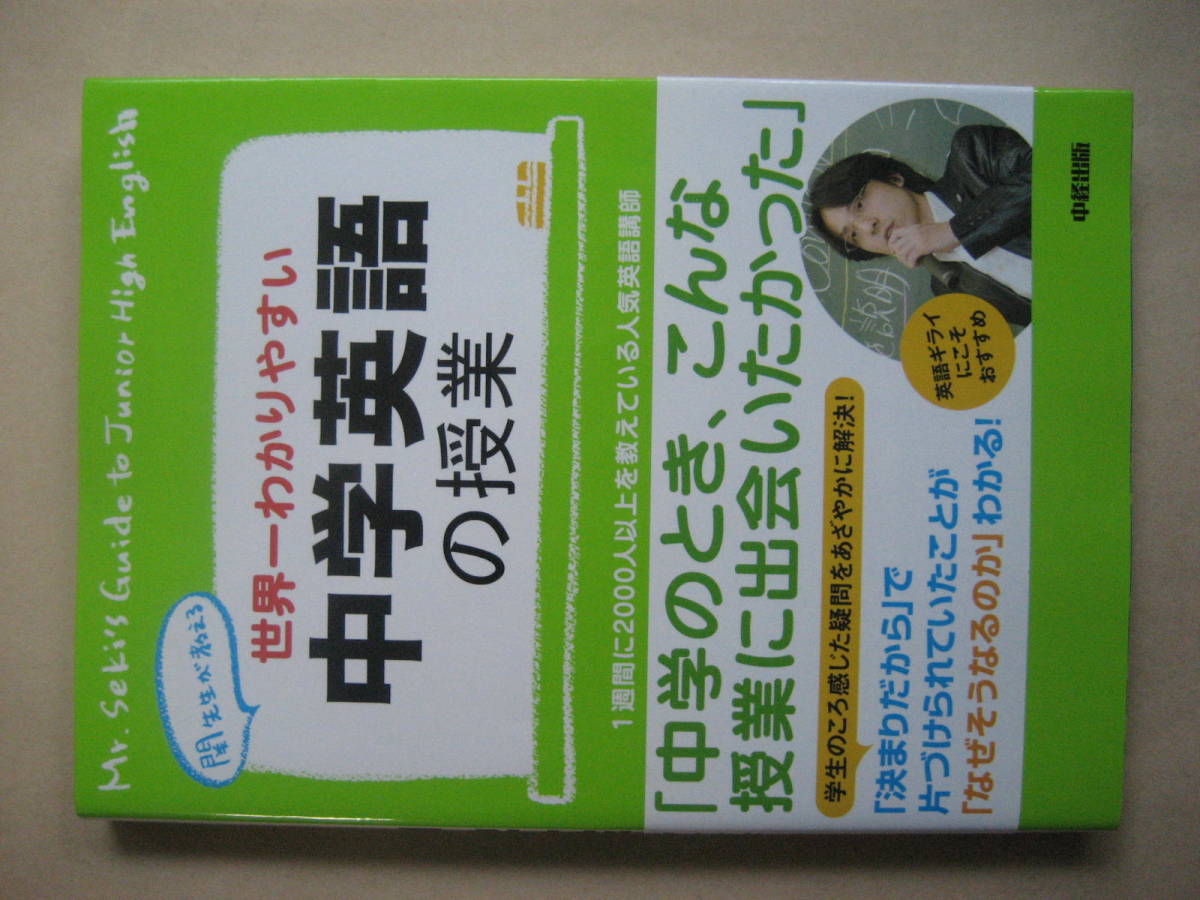 Mr. Seki's Guide to Junior High English
関先生が教える
世界一わかりやすい
中学英語
の授業
1週間に2000人以上を教えている人気英語講師
「中学のとき、こんな
授業に出会いたかった」
学生のころ感じた疑問をあざやかに解決!
「決まりだから」で
片づけられていたことが
「なぜそうなるのか」わかる!
英語ギライ
にこそ
おすすめ
説明
中経出版